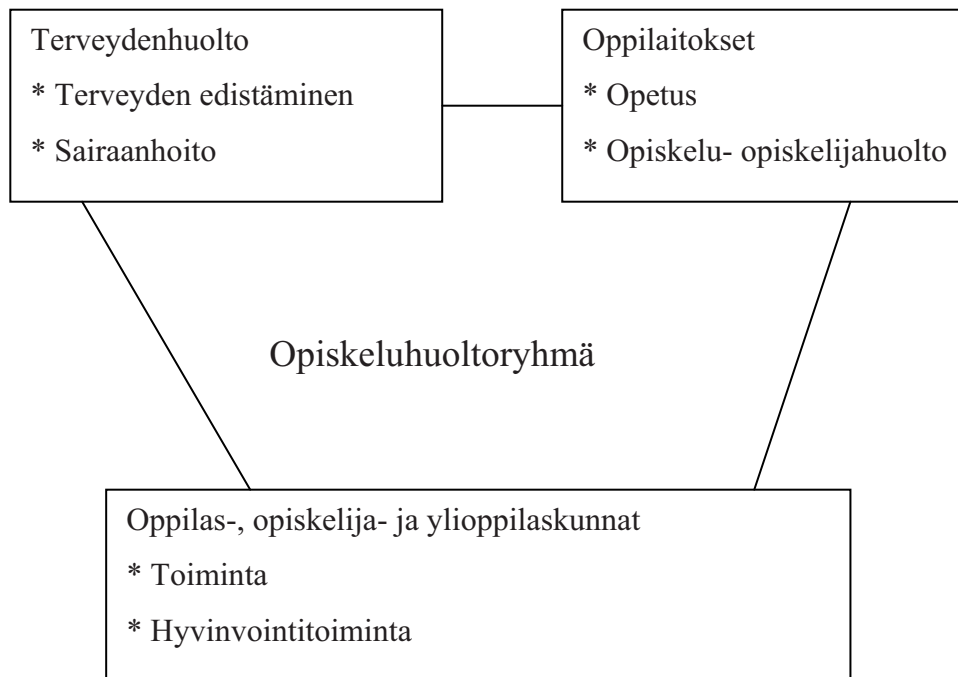 Terveydenhuolto
* Terveyden edistäminen
* Sairaanhoito
Oppilaitokset
* Opetus
* Opiskelu- opiskelijahuolto
Opiskeluhuoltoryhmä
Oppilas-, opiskelija- ja ylioppilaskunnat
* Toiminta
* Hyvinvointitoiminta